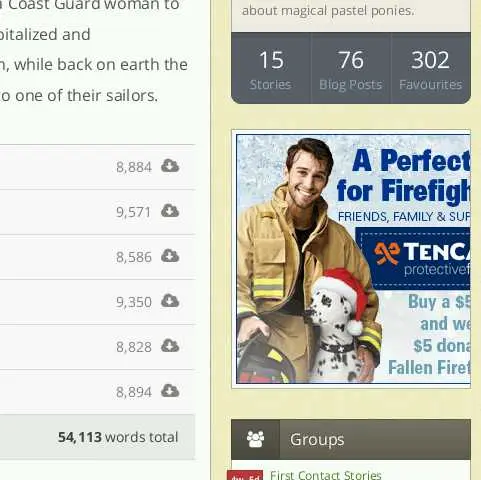 a Coast Guard woman to
pitalized and
, while back on earth the
o one of their sailors.
8,884
9,571
8,586
9,350
8,828
8,894
54,113 words total
about magical pastel ponies.
15 76 302
Stories Blog Posts Favourites
A Perfect
for Firefigh
FRIENDS, FAMILY & SUP
TENCA
protective
Buy a $5
and we
$5 dona
Fallen Firef
Groups
First Contact Stories